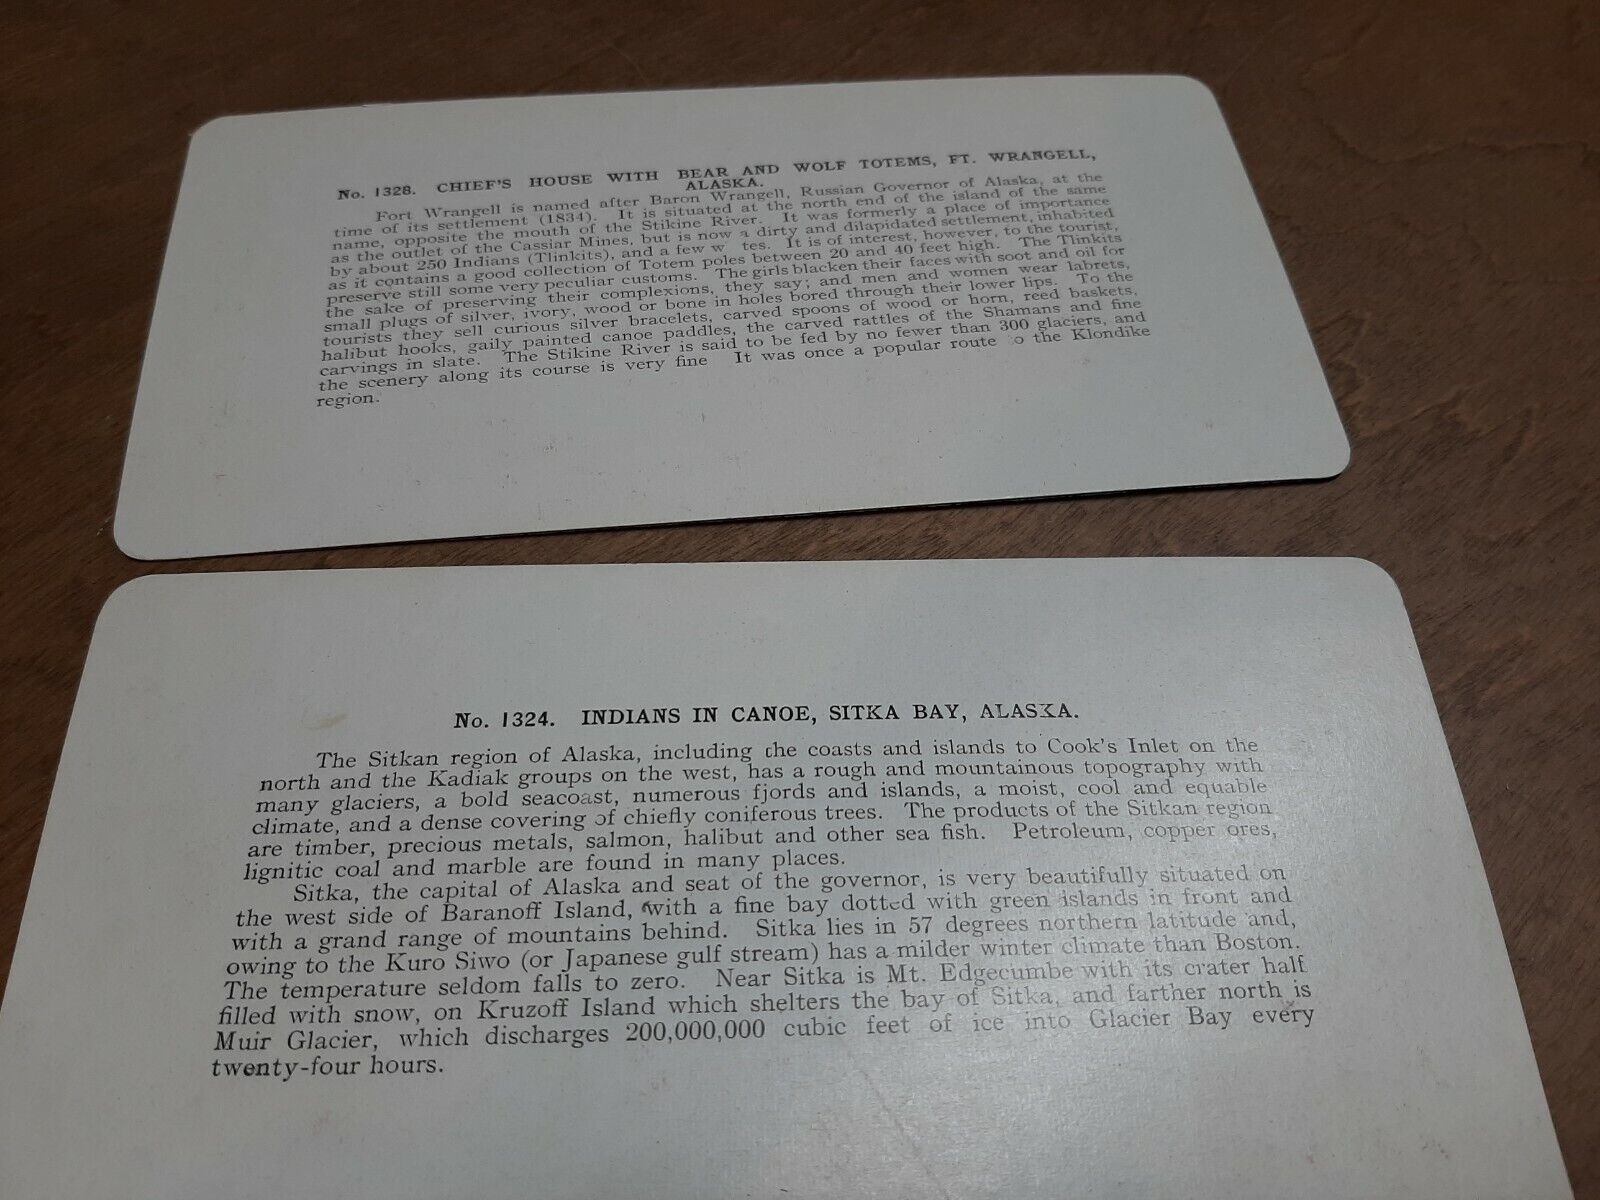 No. 1328. CHIEF'S HOUSE WITH BEAR AND WOLF TOTEMS, FT. WRANGELL,
ALASKA.
Fort Wrangell is named after Baron Wrangell, Russian Governor of Alaska, at the
time of its settlement (1834). It is situated at the north end of the island of the same
name, opposite the mouth of the Stikine River. It was formerly a place of importance
as the outlet of the Cassiar Mines, but is now a dirty and dilapidated settlement, inhabited
by about 250 Indians (Tlinkits), and a few w tes. It is of interest, however, to the tourist,
as it contains a good collection of Totem poles between 20 and 40 feet high. The Tlinkits
preserve still some very peculiar customs. The girls blacken their faces with soot and oil for
the sake of preserving their complexions, they say; and men and women wear labrets,
small plugs of silver, ivory, wood or bone in holes bored through their lower lips. To the
tourists they sell curious silver bracelets, carved spoons of wood or horn, reed baskets,
halibut hooks, gaily painted canoe paddles, the carved rattles of the Shamans and fine
carvings in slate. The Stikine River is said to be fed by no fewer than 300 glaciers, and
the scenery along its course is very fine It was once a popular route o the Klondike
region.
No. 1324. INDIANS IN CANOE, SITKA BAY, ALASKA.
The Sitkan region of Alaska, including the coasts and islands to Cook's Inlet on the
north and the Kadiak groups on the west, has a rough and mountainous topography with
many glaciers, a bold seacoast, numerous fjords and islands, a moist, cool and equable
climate, and a dense covering of chiefly coniferous trees. The products of the Sitkan region
are timber, precious metals, salmon, halibut and other sea fish. Petroleum, copper ores,
lignitic coal and marble are found in many places.
Sitka, the capital of Alaska and seat of the governor, is very beautifully situated on
the west side of Baranoff Island, with a fine bay dotted with green islands in front and
with a grand range of mountains behind. Sitka lies in 57 degrees northern latitude and,
owing to the Kuro Siwo (or Japanese gulf stream) has a milder winter climate than Boston.
The temperature seldom falls to zero. Near Sitka is Mt. Edgecumbe with its crater half
filled with snow, on Kruzoff Island which shelters the bay of Sitka, and farther north is
Muir Glacier, which discharges 200,000,000 cubic feet of ice into Glacier Bay every
twenty-four hours.